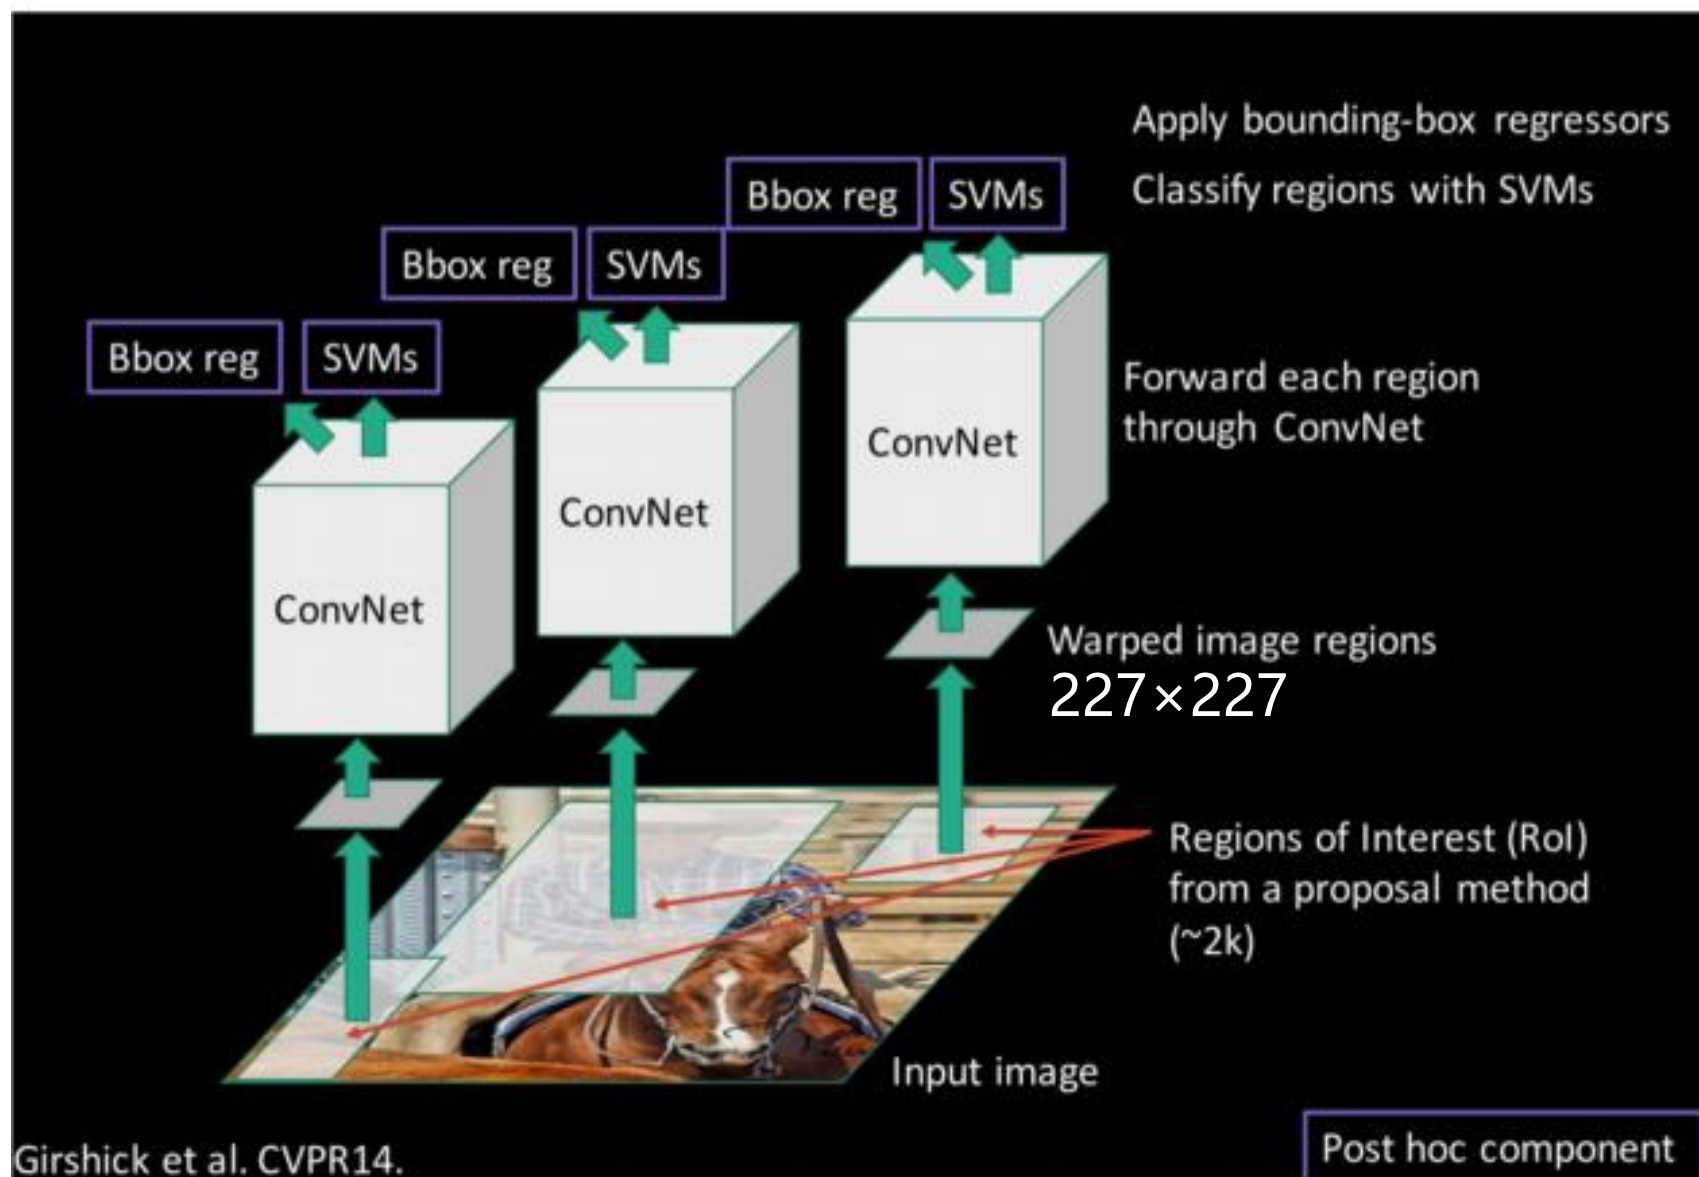 Apply bounding-box regressors
Bbox reg SVMs
Classify regions with SVMs
Bbox reg SVMs
Bbox reg SVMs
Forward each region
through ConvNet
ConvNet
ConvNet
ConvNet
Warped image regions
227×227
Regions of Interest (RoI)
from a proposal method
(~2k)
Input image
Girshick et al. CVPR14.
Post hoc component